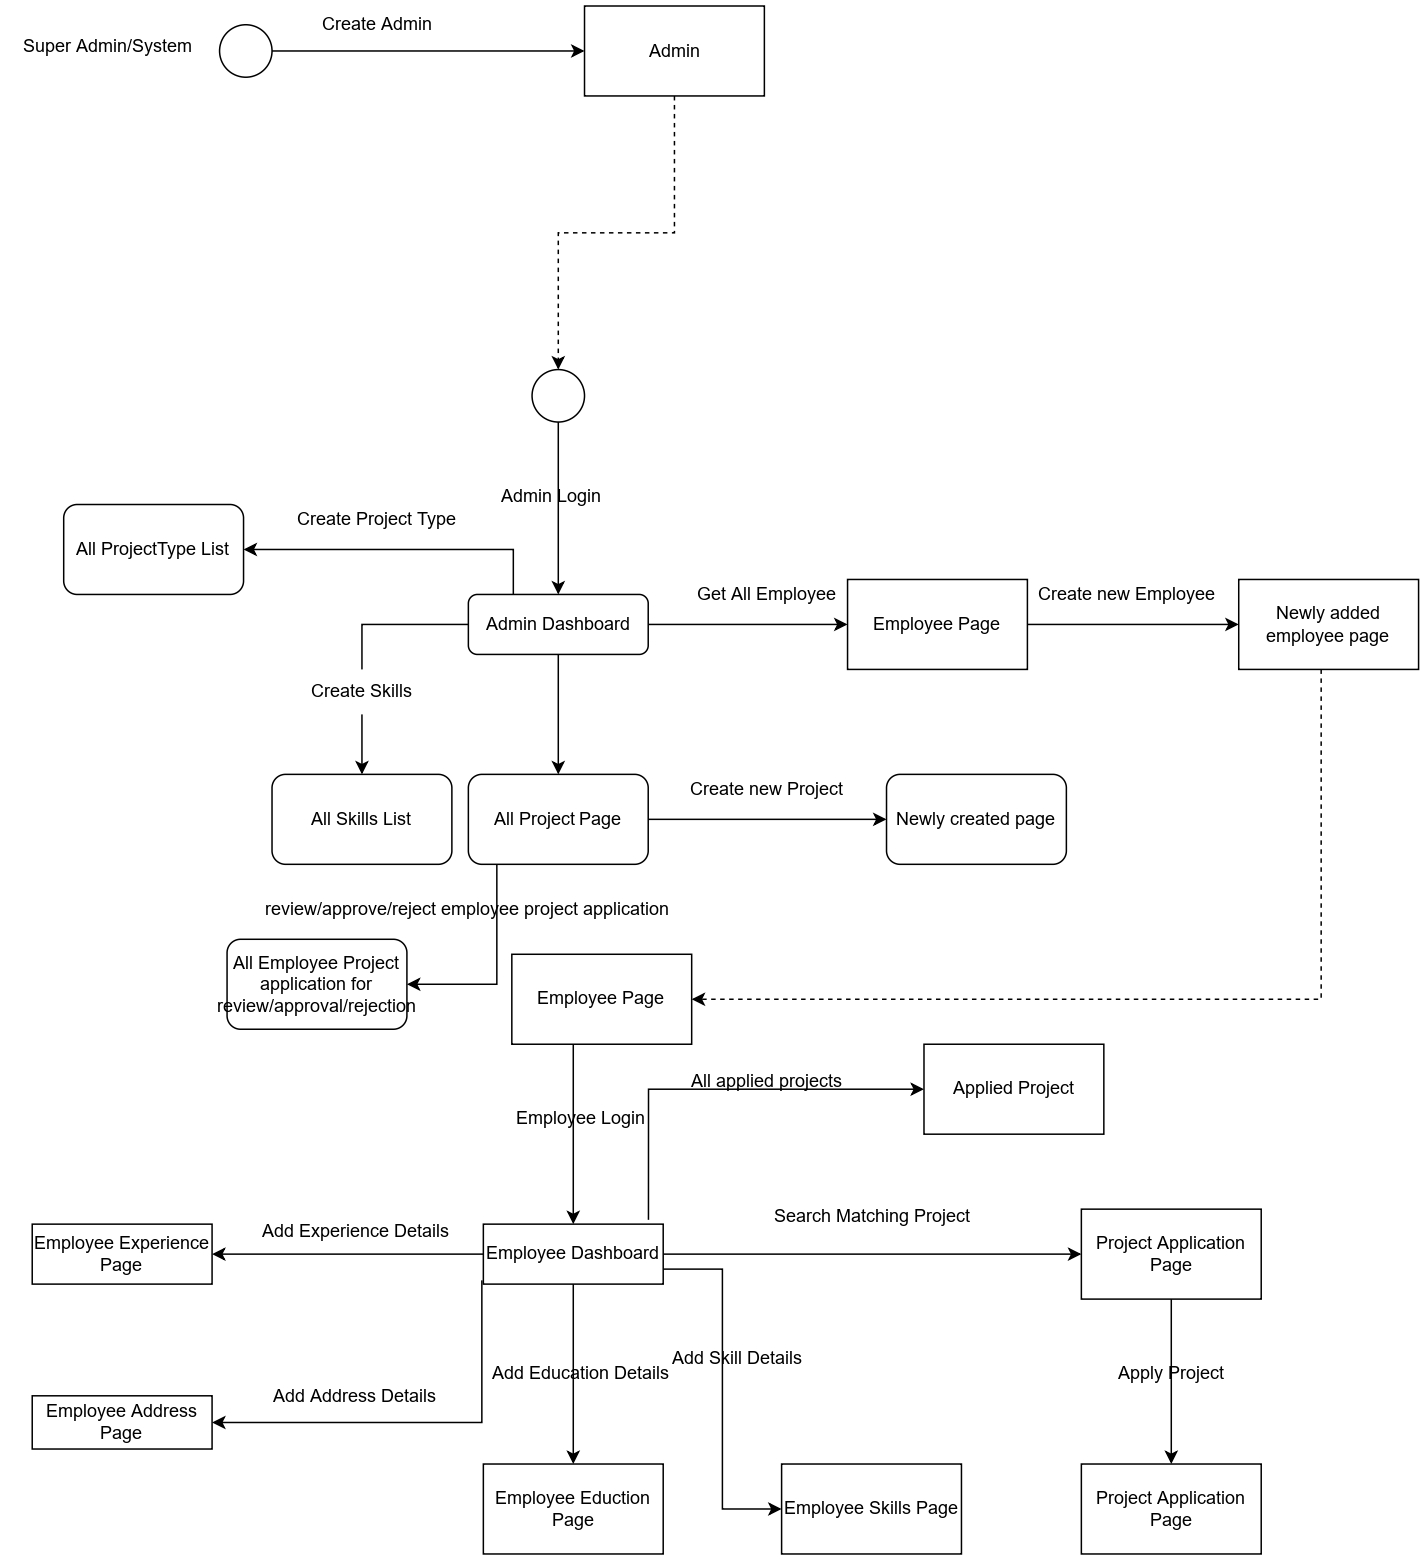 Create Admin
Super Admin/System
Admin
Admin Login
Create Project Type
All ProjectType List
Get All Employee
Create new Employee
Admin Dashboard
Employee Page
Newly added
employee page
Create Skills
Create new Project
All Skills List
All Project Page
Newly created page
review/approve/reject employee project application
All Employee Project
application for
review/approval/rejection
Employee Page
All applied projects
Applied Project
Employee Login
Search Matching Project
Add Experience Details
Employee Experience
Page
Employee Dashboard
Project Application
Page
Add Skill Details
Add Education Details
Apply Project
Add Address Details
Employee Address
Page
Employee Eduction
Page
Employee Skills Page
Project Application
Page